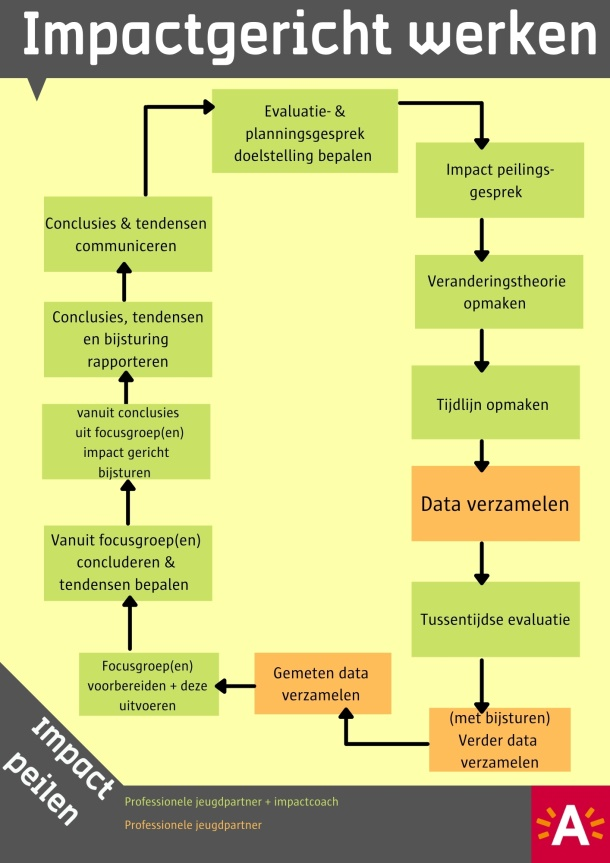 Impactgericht werken
Evaluatie- &
planningsgesprek
doelstelling bepalen
Impact peilings-
gesprek
Veranderingstheorie
opmaken
Tijdlijn opmaken
Data verzamelen
Tussentijdse evaluatie
(met bijsturen)
Verder data
verzamelen
Gemeten data
verzamelen
Focusgroep(en)
voorbereiden + deze
uitvoeren
Vanuit focusgroep(en)
concluderen &
tendensen bepalen
vanuit conclusies
uit focusgroep(en)
impact gericht
bijsturen
Conclusies, tendensen
en bijsturing
rapporteren
Conclusies & tendensen
communiceren
Impact
peilen
Professionele jeugdpartner + impactcoach
Professionele jeugdpartner
A